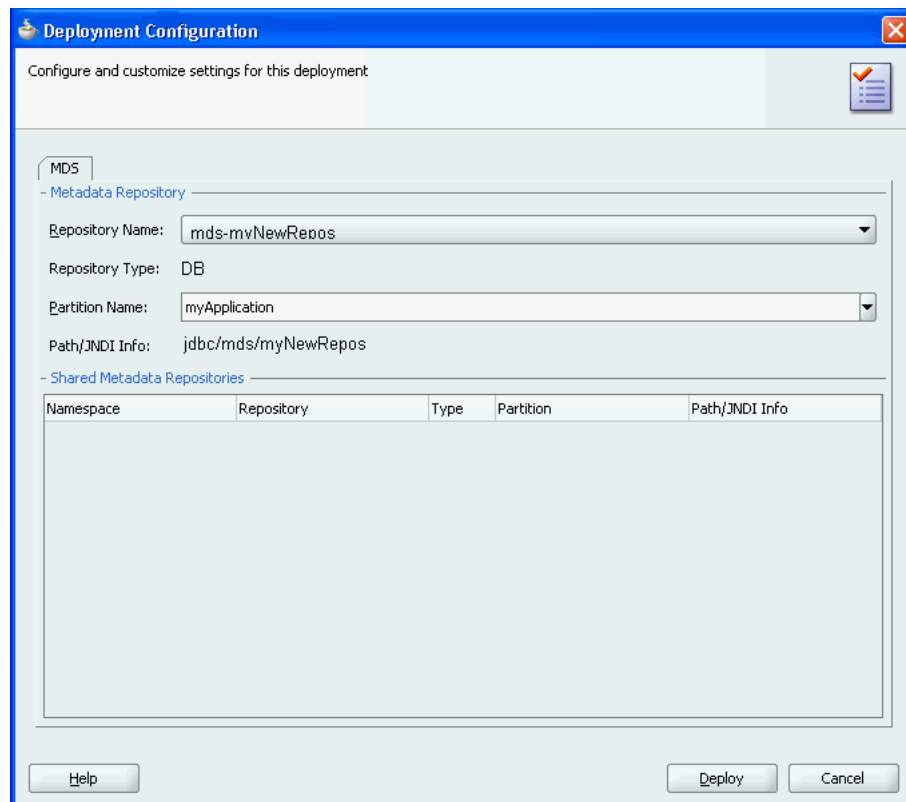 Deployment Configuration
Configure and customize settings for this deployment
MDS
Metadata Repository
Repository Name: mds-myNewRepos
Repository Type: DB
Partition Name: myApplication
Path/JNDI Info: jdbc/mds/myNewRepos
Shared Metadata Repositories
Namespace Repository Type Partition Path/JNDI Info
Help Deploy Cancel